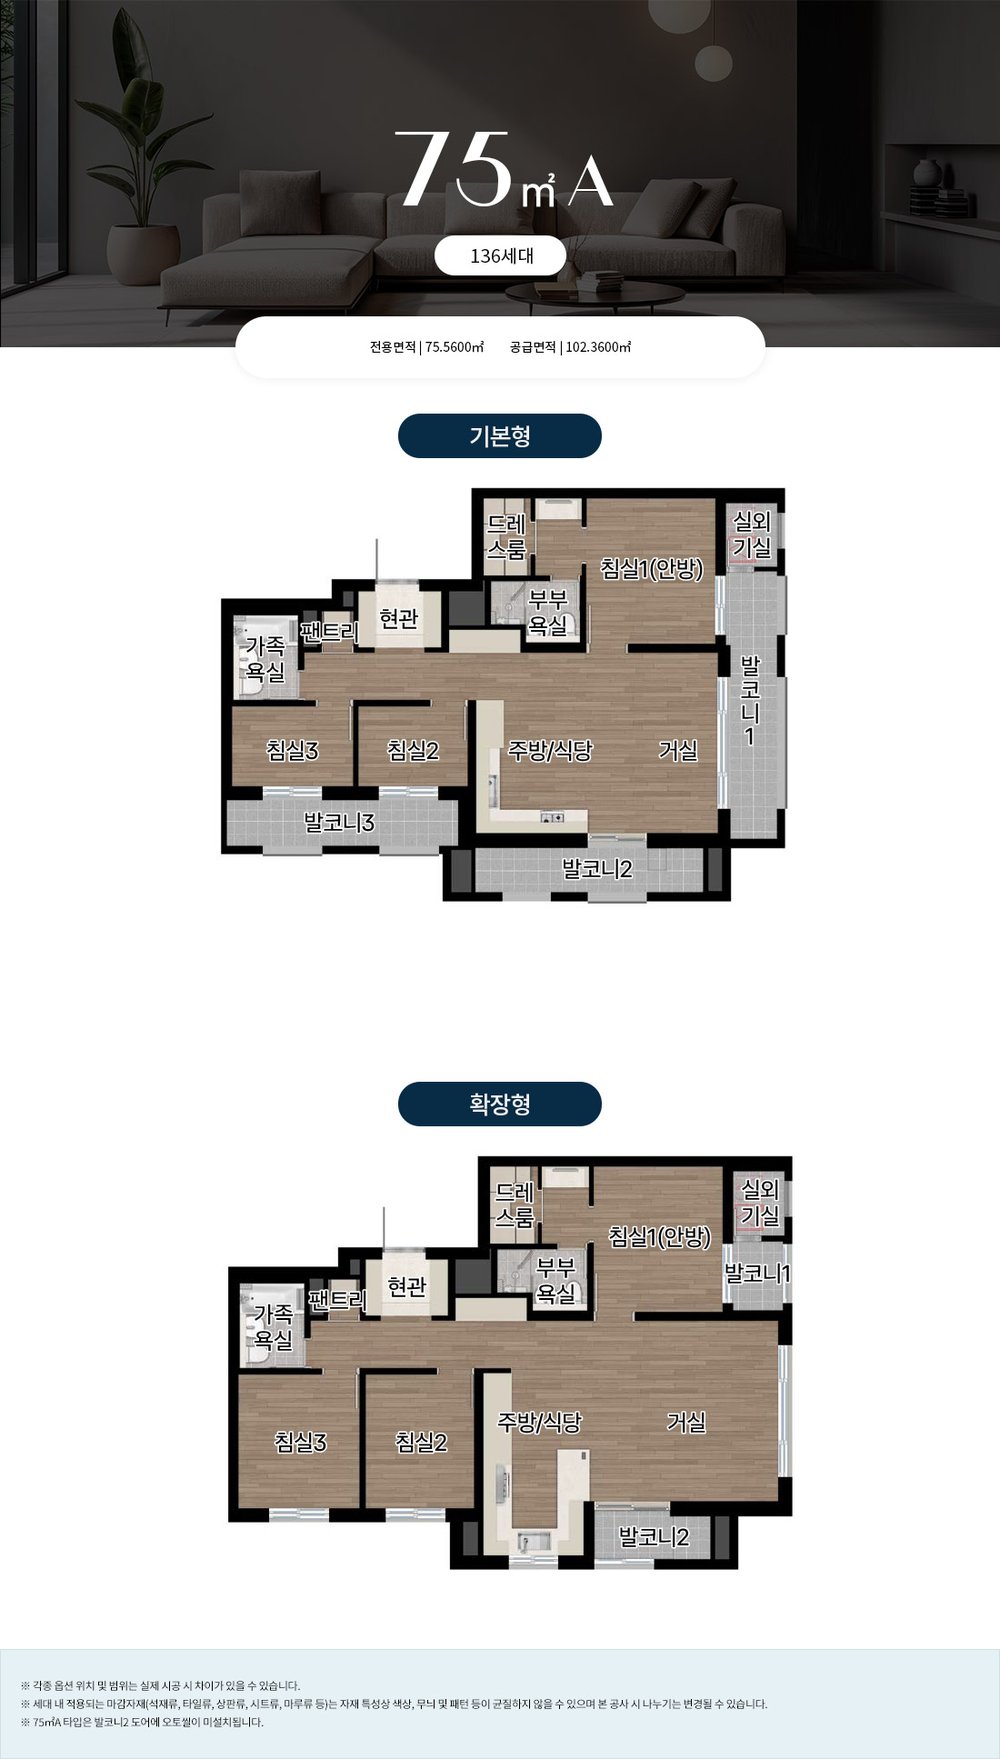 75㎡ A
136세대
전용면적 | 75.5600㎡ 공급면적 | 102.3600㎡
기본형
드레
스룸
침실1(안방)
실외
기실
부부
욕실
현관
팬트리
가족
욕실
발코니1
침실3
침실2
주방/식당
거실
발코니3
발코니2
확장형
드레
스룸
침실1(안방)
실외
기실
부부
욕실
발코니1
현관
팬트리
가족
욕실
주방/식당
거실
침실3
침실2
발코니2
※ 각종 옵션 위치 및 범위는 실제 시공 시 차이가 있을 수 있습니다.
※ 세대 내 적용되는 마감자재(석재류, 타일류, 상판류, 시트류, 마루류 등)는 자재 특성상 색상, 무늬 및 패턴 등이 균질하지 않을 수 있으며 본 공사 시 나누기는 변경될 수 있습니다.
※ 75㎡A 타입은 발코니2 도어에 오토씰이 미설치됩니다.